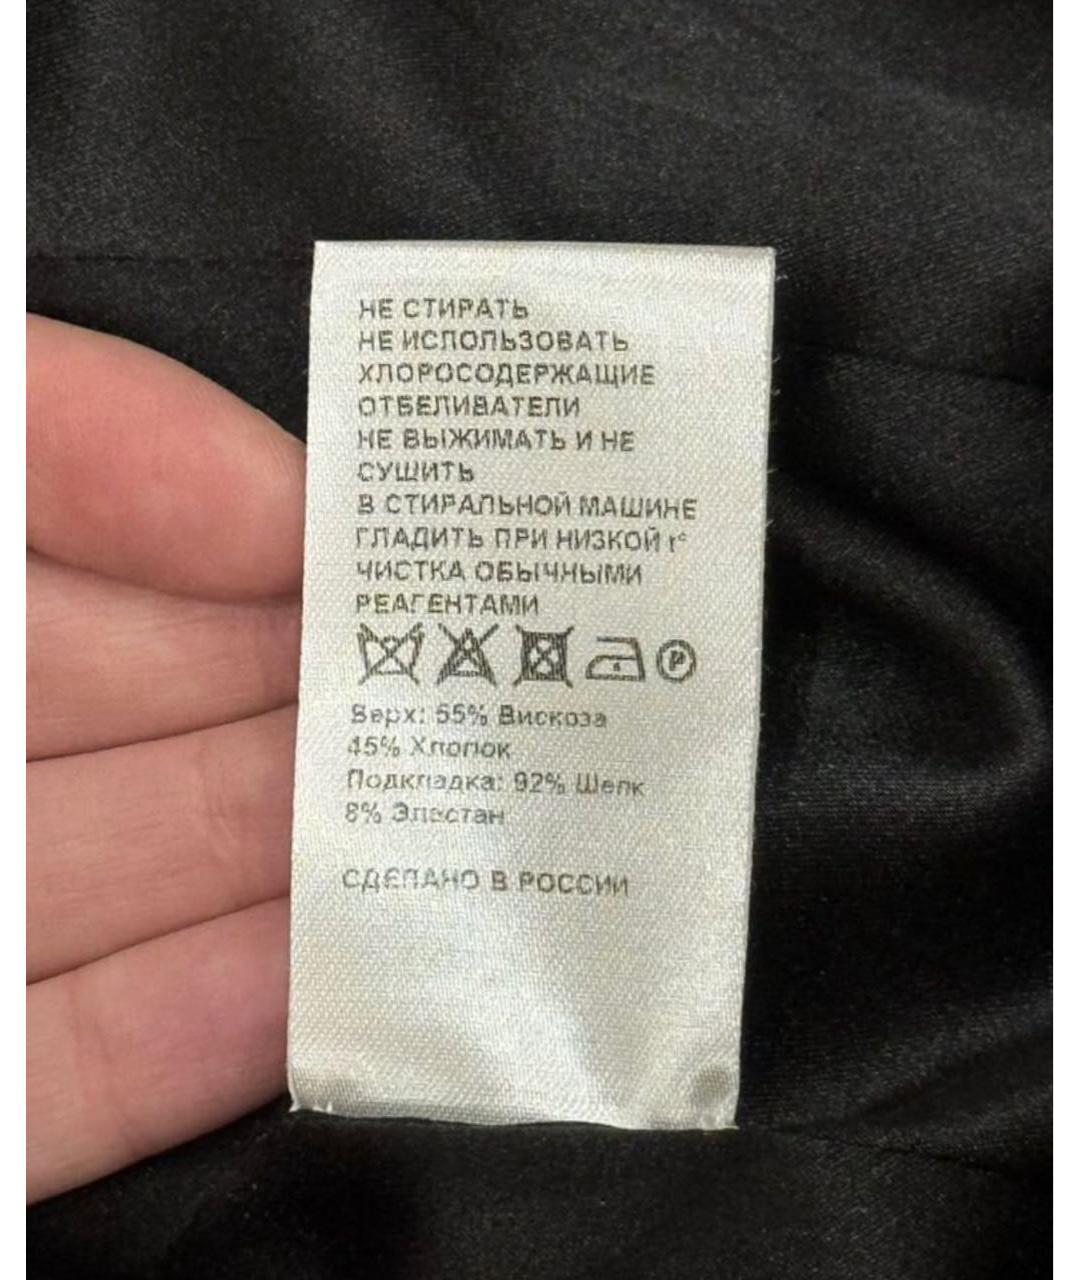 НЕ СТИРАТЬ
НЕ ИСПОЛЬЗОВАТЬ
ХЛОРОСОДЕРЖАЩИЕ
ОТБЕЛИВАТЕЛИ
НЕ ВЫЖИМАТЬ И НЕ
СУШИТЬ
В СТИРАЛЬНОЙ МАШИНЕ
ГЛАДИТЬ ПРИ НИЗКОЙ t°
ЧИСТКА ОБЫЧНЫМИ
РЕАГЕНТАМИ
P
Верх: 55% Вискоза
45% Хлопок
Подкладка: 92% Шелк
8% Эластан
СДЕЛАНО В РОССИИ